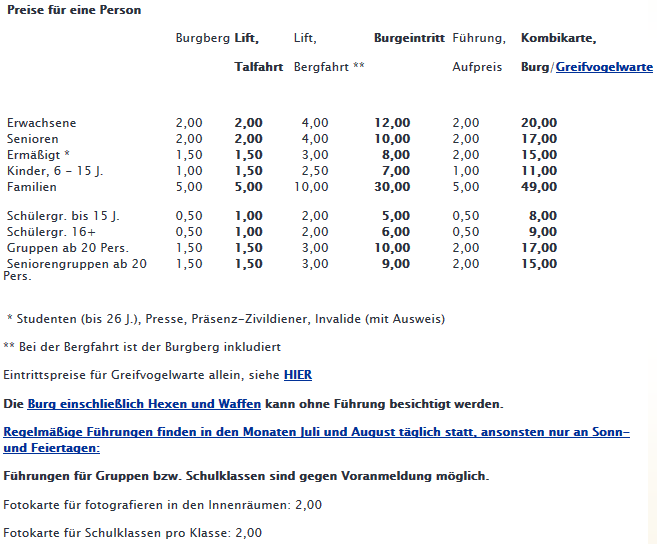 Preise für eine Person
Burgberg Lift, Lift, Burgeintritt Führung, Kombikarte,
Talfahrt Bergfahrt ** Aufpreis Burg/Greifvogelwarte
Erwachsene 2,00 2,00 4,00 12,00 2,00 20,00
Senioren 2,00 2,00 4,00 10,00 2,00 17,00
Ermäßigt * 1,50 1,50 3,00 8,00 2,00 15,00
Kinder, 6 - 15 J. 1,00 1,50 2,50 7,00 1,00 11,00
Familien 5,00 5,00 10,00 30,00 5,00 49,00
Schülergr. bis 15 J. 0,50 1,00 2,00 5,00 0,50 8,00
Schülergr. 16+ 0,50 1,00 2,00 6,00 0,50 9,00
Gruppen ab 20 Pers. 1,50 1,50 3,00 10,00 2,00 17,00
Seniorengruppen ab 20 1,50 1,50 3,00 9,00 2,00 15,00
Pers.
* Studenten (bis 26 J.), Presse, Präsenz-Zivildiener, Invalide (mit Ausweis)
** Bei der Bergfahrt ist der Burgberg inkludiert
Eintrittspreise für Greifvogelwarte allein, siehe HIER
Die Burg einschließlich Hexen und Waffen kann ohne Führung besichtigt werden.
Regelmäßige Führungen finden in den Monaten Juli und August täglich statt, ansonsten nur an Sonn-
und Feiertagen:
Führungen für Gruppen bzw. Schulklassen sind gegen Voranmeldung möglich.
Fotokarte für fotografieren in den Innenräumen: 2,00
Fotokarte für Schulklassen pro Klasse: 2,00